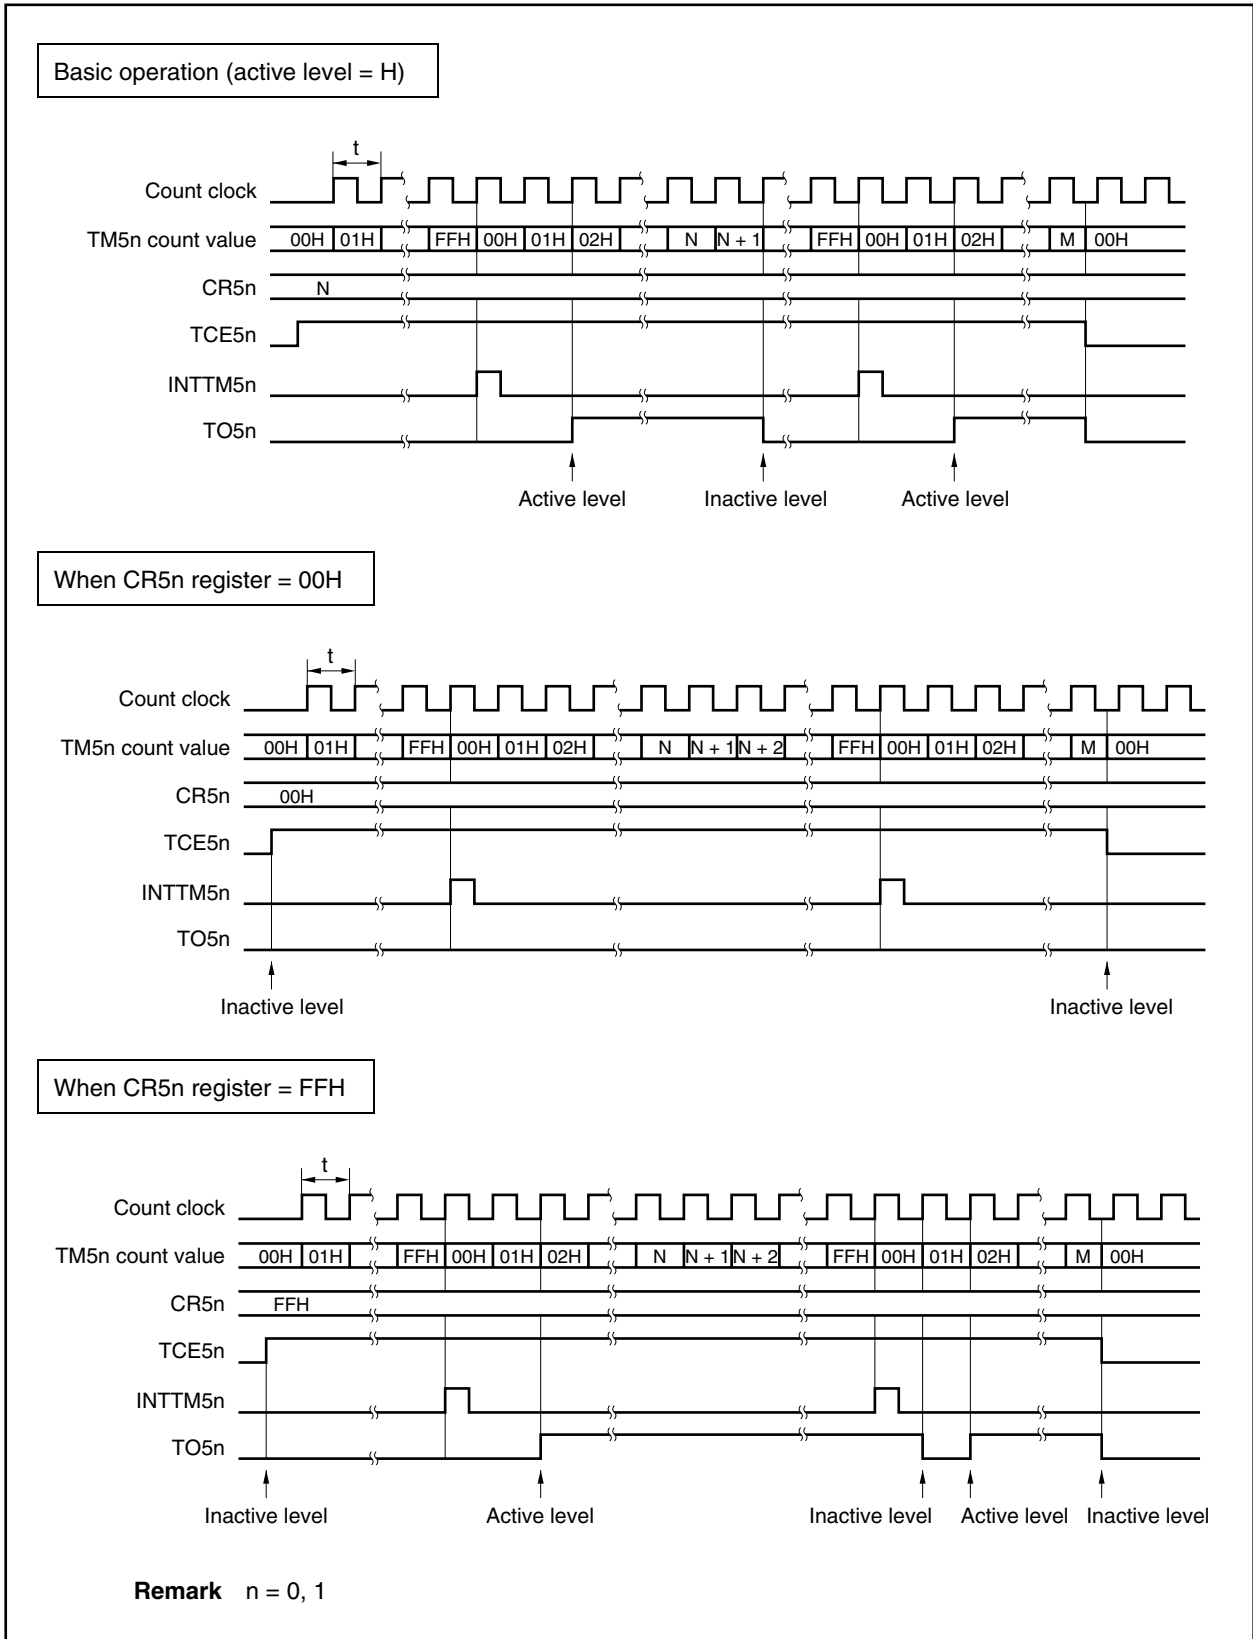 Basic operation (active level = H)
t
Count clock
TM5n count value 00H 01H FFH 00H 01H 02H N N + 1 FFH 00H 01H 02H M 00H
CR5n N
TCE5n
INTTM5n
TO5n
Active level Inactive level Active level
When CR5n register = 00H
t
Count clock
TM5n count value 00H 01H FFH 00H 01H 02H N N + 1 N + 2 FFH 00H 01H 02H M 00H
CR5n 00H
TCE5n
INTTM5n
TO5n
Inactive level Inactive level
When CR5n register = FFH
t
Count clock
TM5n count value 00H 01H FFH 00H 01H 02H N N + 1 N + 2 FFH 00H 01H 02H M 00H
CR5n FFH
TCE5n
INTTM5n
TO5n
Inactive level Active level Inactive level Active level Inactive level
Remark n = 0, 1